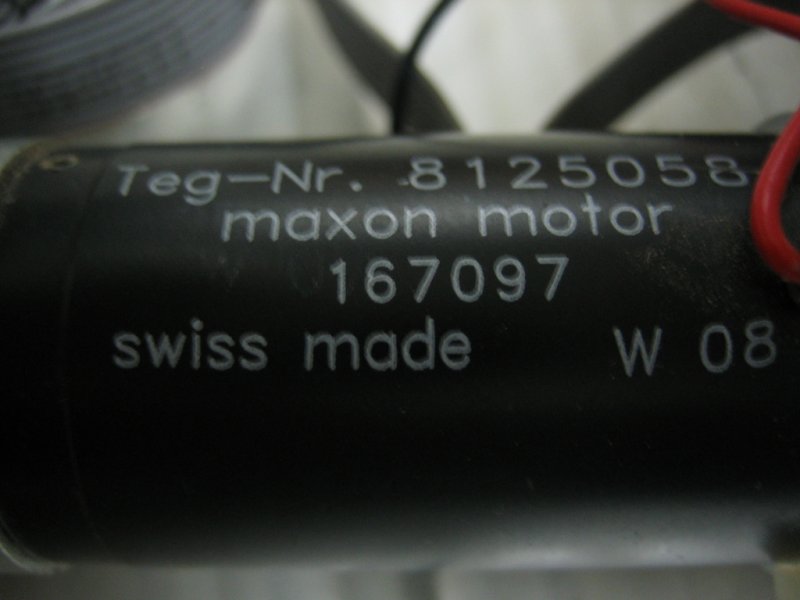 Teg-Nr. 8125058-
maxon motor
167097
swiss made W 08